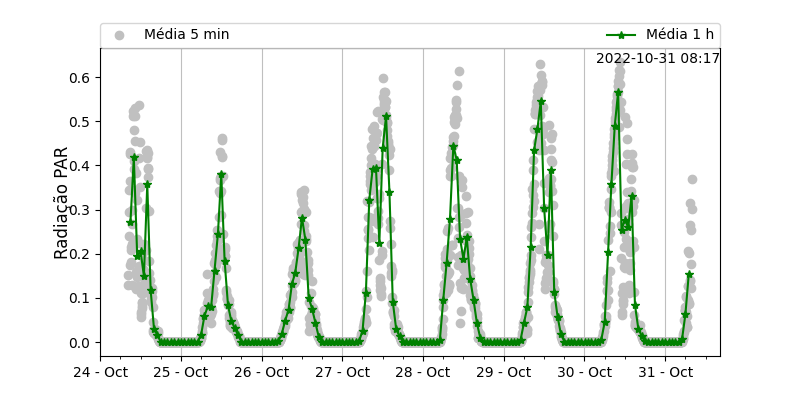 Média 5 min
Média 1 h
2022-10-31 08:17
Radiação PAR
0.6
0.5
0.4
0.3
0.2
0.1
0.0
24 - Oct
25 - Oct
26 - Oct
27 - Oct
28 - Oct
29 - Oct
30 - Oct
31 - Oct